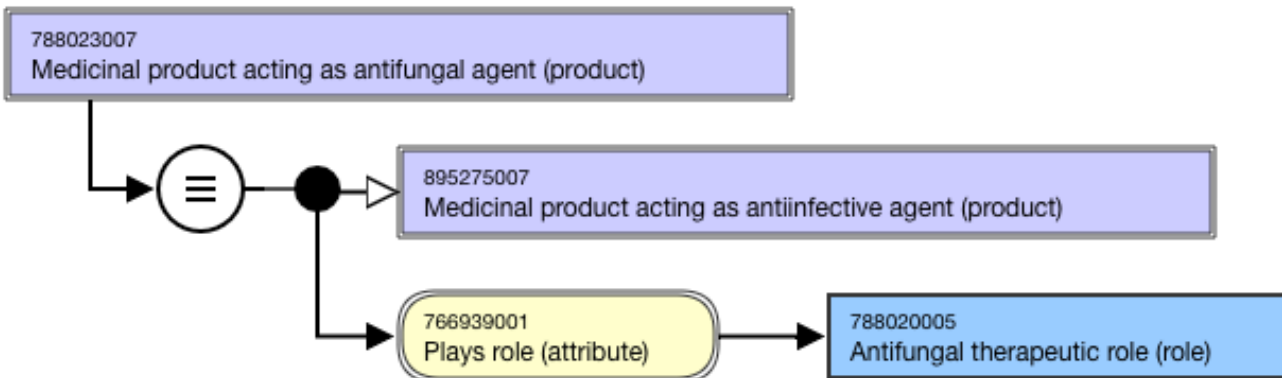 788023007
Medicinal product acting as antifungal agent (product)
895275007
Medicinal product acting as antiinfective agent (product)
766939001
Plays role (attribute)
788020005
Antifungal therapeutic role (role)